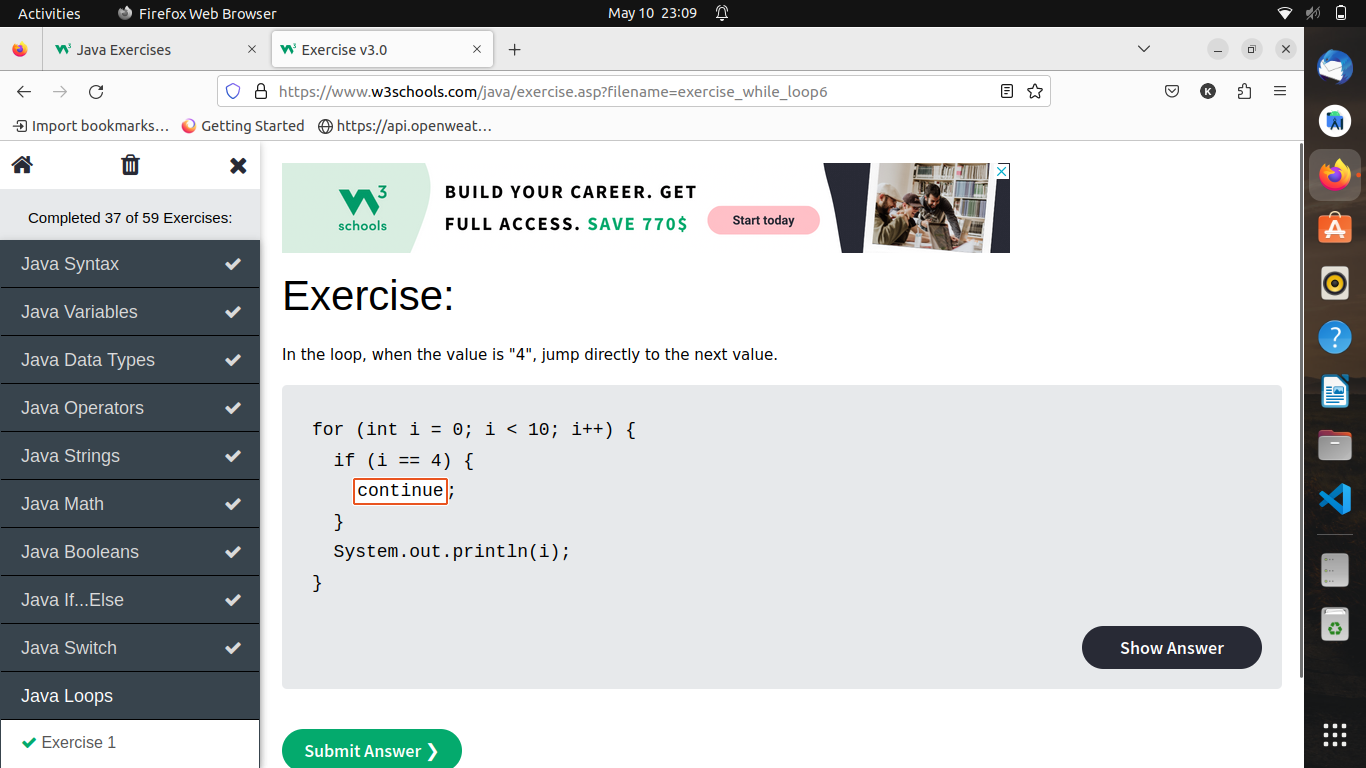 Activities
Firefox Web Browser
May 10 23:09
Java Exercises
Exercise v3.0
https://www.w3schools.com/java/exercise.asp?filename=exercise_while_loop6
K
Import bookmarks…
Getting Started
https://api.openweat…
Completed 37 of 59 Exercises:
Java Syntax
Java Variables
Java Data Types
Java Operators
Java Strings
Java Math
Java Booleans
Java If...Else
Java Switch
Java Loops
Exercise 1
W3
schools
BUILD YOUR CAREER. GET
FULL ACCESS. SAVE 770$
Start today
Exercise:
In the loop, when the value is "4", jump directly to the next value.
for (int i = 0; i < 10; i++) {
if (i == 4) {
continue;
}
System.out.println(i);
}
Show Answer
Submit Answer ❯